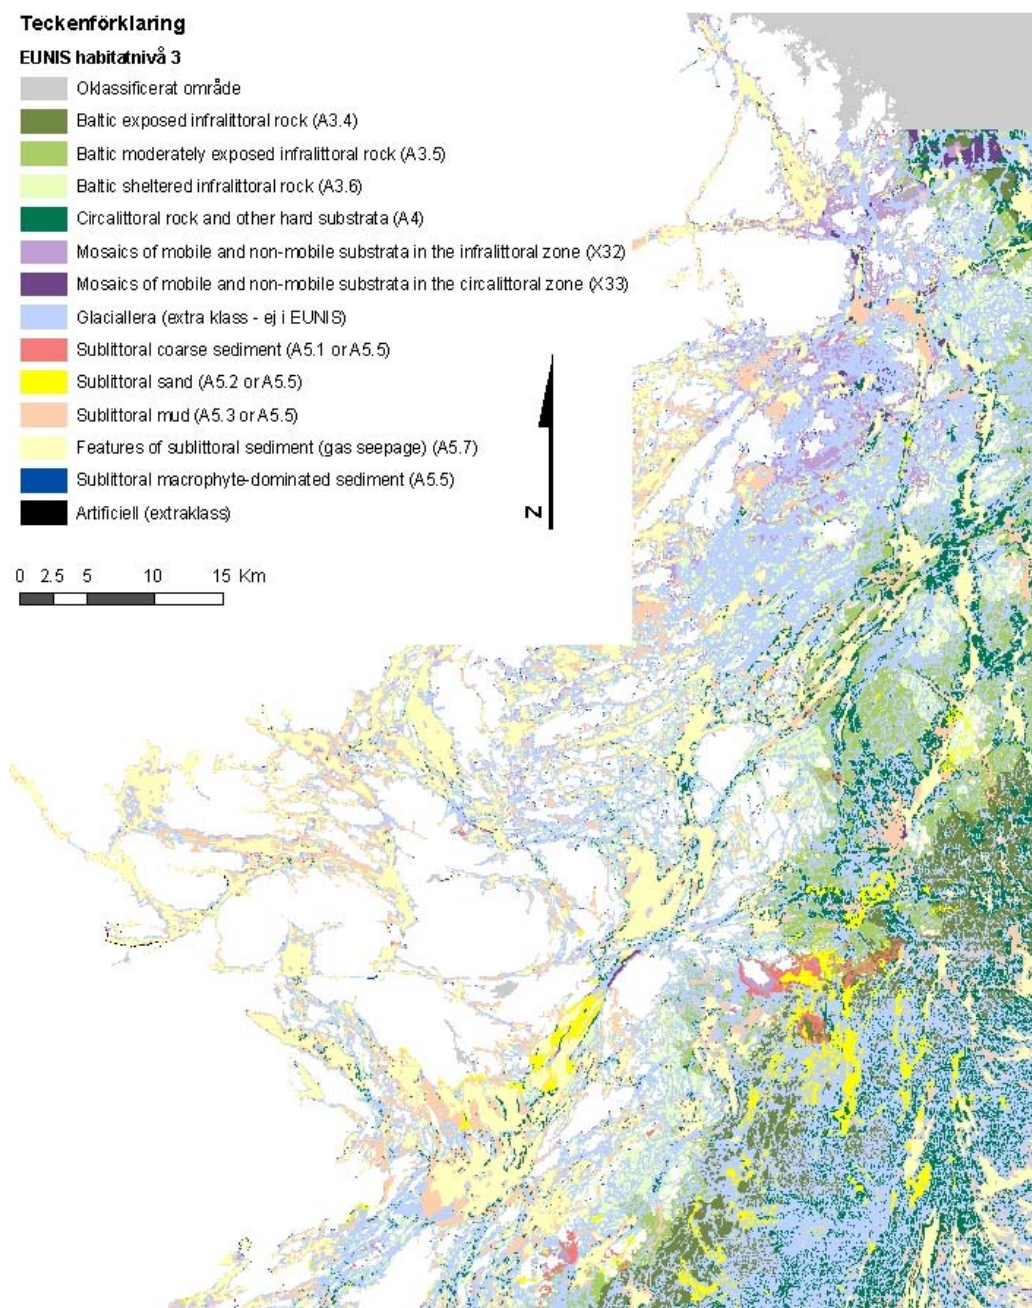 Teckenförklaring
EUNIS habitatnivå 3
Oklassificerat område
Baltic exposed infralittoral rock (A3.4)
Baltic moderately exposed infralittoral rock (A3.5)
Baltic sheltered infralittoral rock (A3.6)
Circalittoral rock and other hard substrata (A4)
Mosaics of mobile and non-mobile substrata in the infralittoral zone (X32)
Mosaics of mobile and non-mobile substrata in the circalittoral zone (X33)
Glaciallera (extra klass - ej i EUNIS)
Sublittoral coarse sediment (A5.1 or A5.5)
Sublittoral sand (A5.2 or A5.5)
Sublittoral mud (A5.3 or A5.5)
Features of sublittoral sediment (gas seepage) (A5.7)
Sublittoral macrophyte-dominated sediment (A5.5)
Artificiell (extraklass)
N
0 2.5 5 10 15 Km